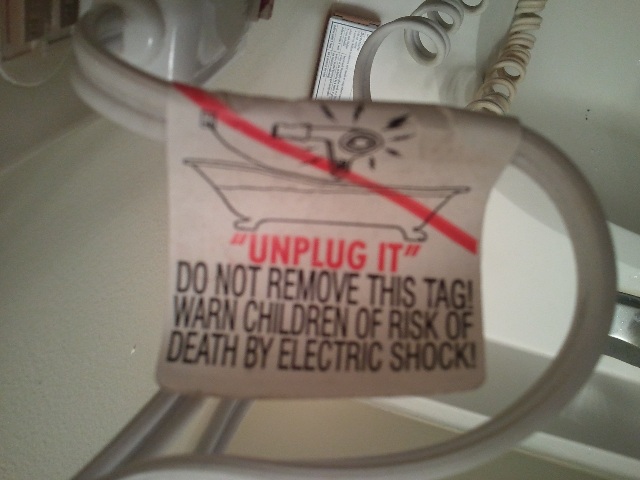 "UNPLUG IT"
DO NOT REMOVE THIS TAG!
WARN CHILDREN OF RISK OF
DEATH BY ELECTRIC SHOCK!